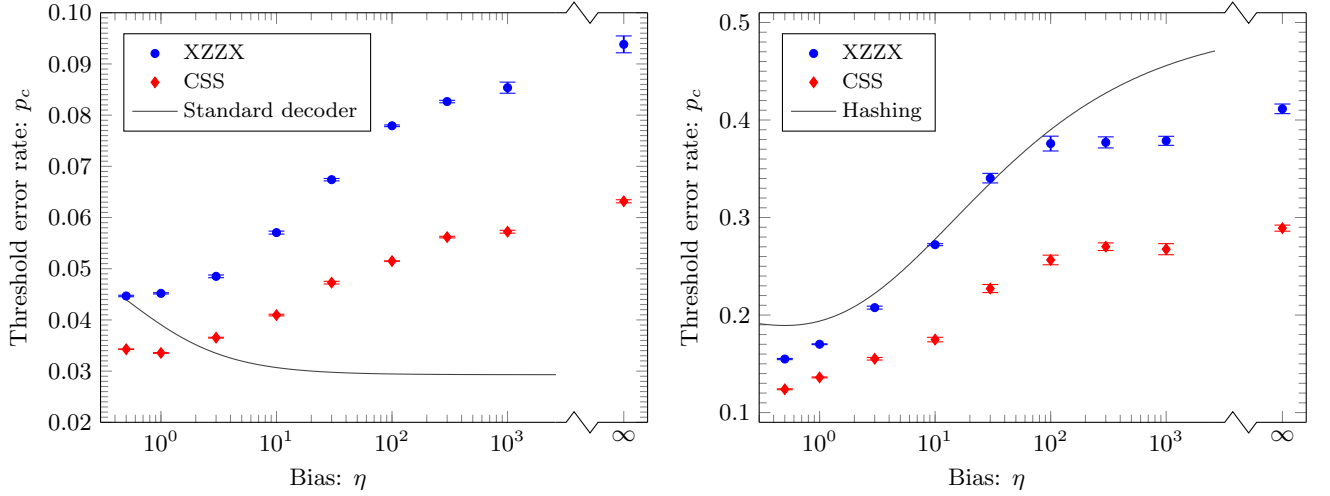 Threshold error rate: p_c
0.10
0.09
0.08
0.07
0.06
0.05
0.04
0.03
0.02
XZZX
CSS
Standard decoder
10^0
10^1
10^2
10^3
∞
Bias: η
Threshold error rate: p_c
0.5
0.4
0.3
0.2
0.1
XZZX
CSS
Hashing
10^0
10^1
10^2
10^3
∞
Bias: η